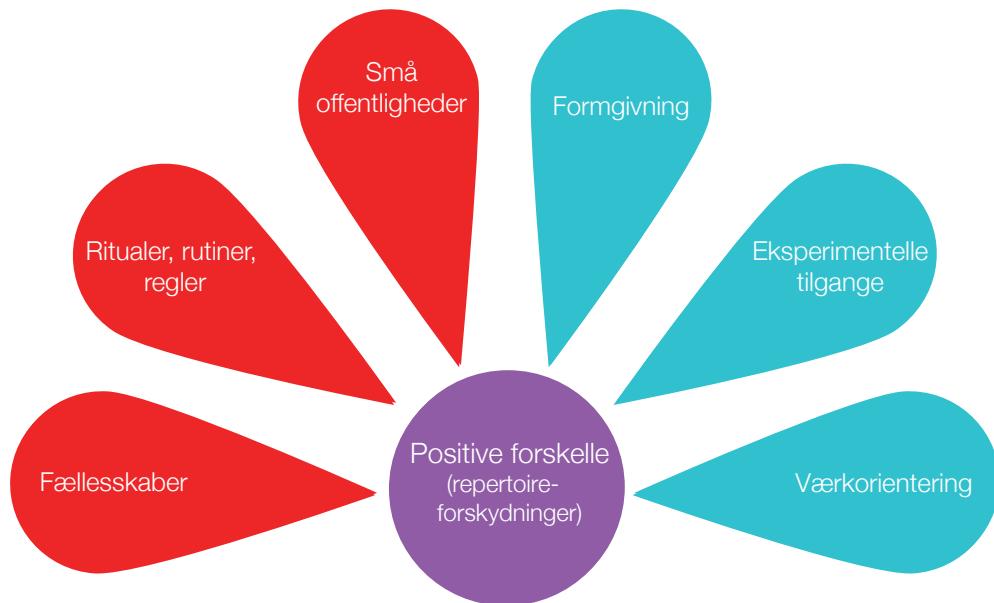 Små
offentligheder
Formgivning
Ritualer, rutiner,
regler
Eksperimentelle
tilgange
Fællesskaber
Positive forskelle
(repertoire-
forskydninger)
Værkorientering